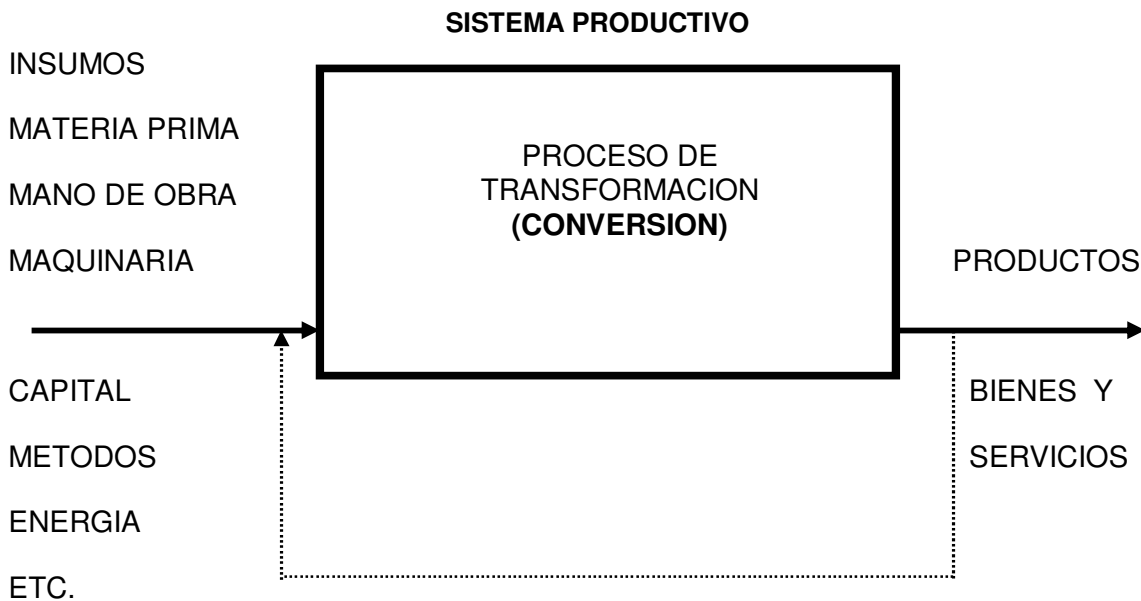 SISTEMA PRODUCTIVO
INSUMOS
MATERIA PRIMA
MANO DE OBRA
MAQUINARIA
CAPITAL
METODOS
ENERGIA
ETC.
PROCESO DE
TRANSFORMACION
(CONVERSION)
PRODUCTOS
BIENES Y
SERVICIOS